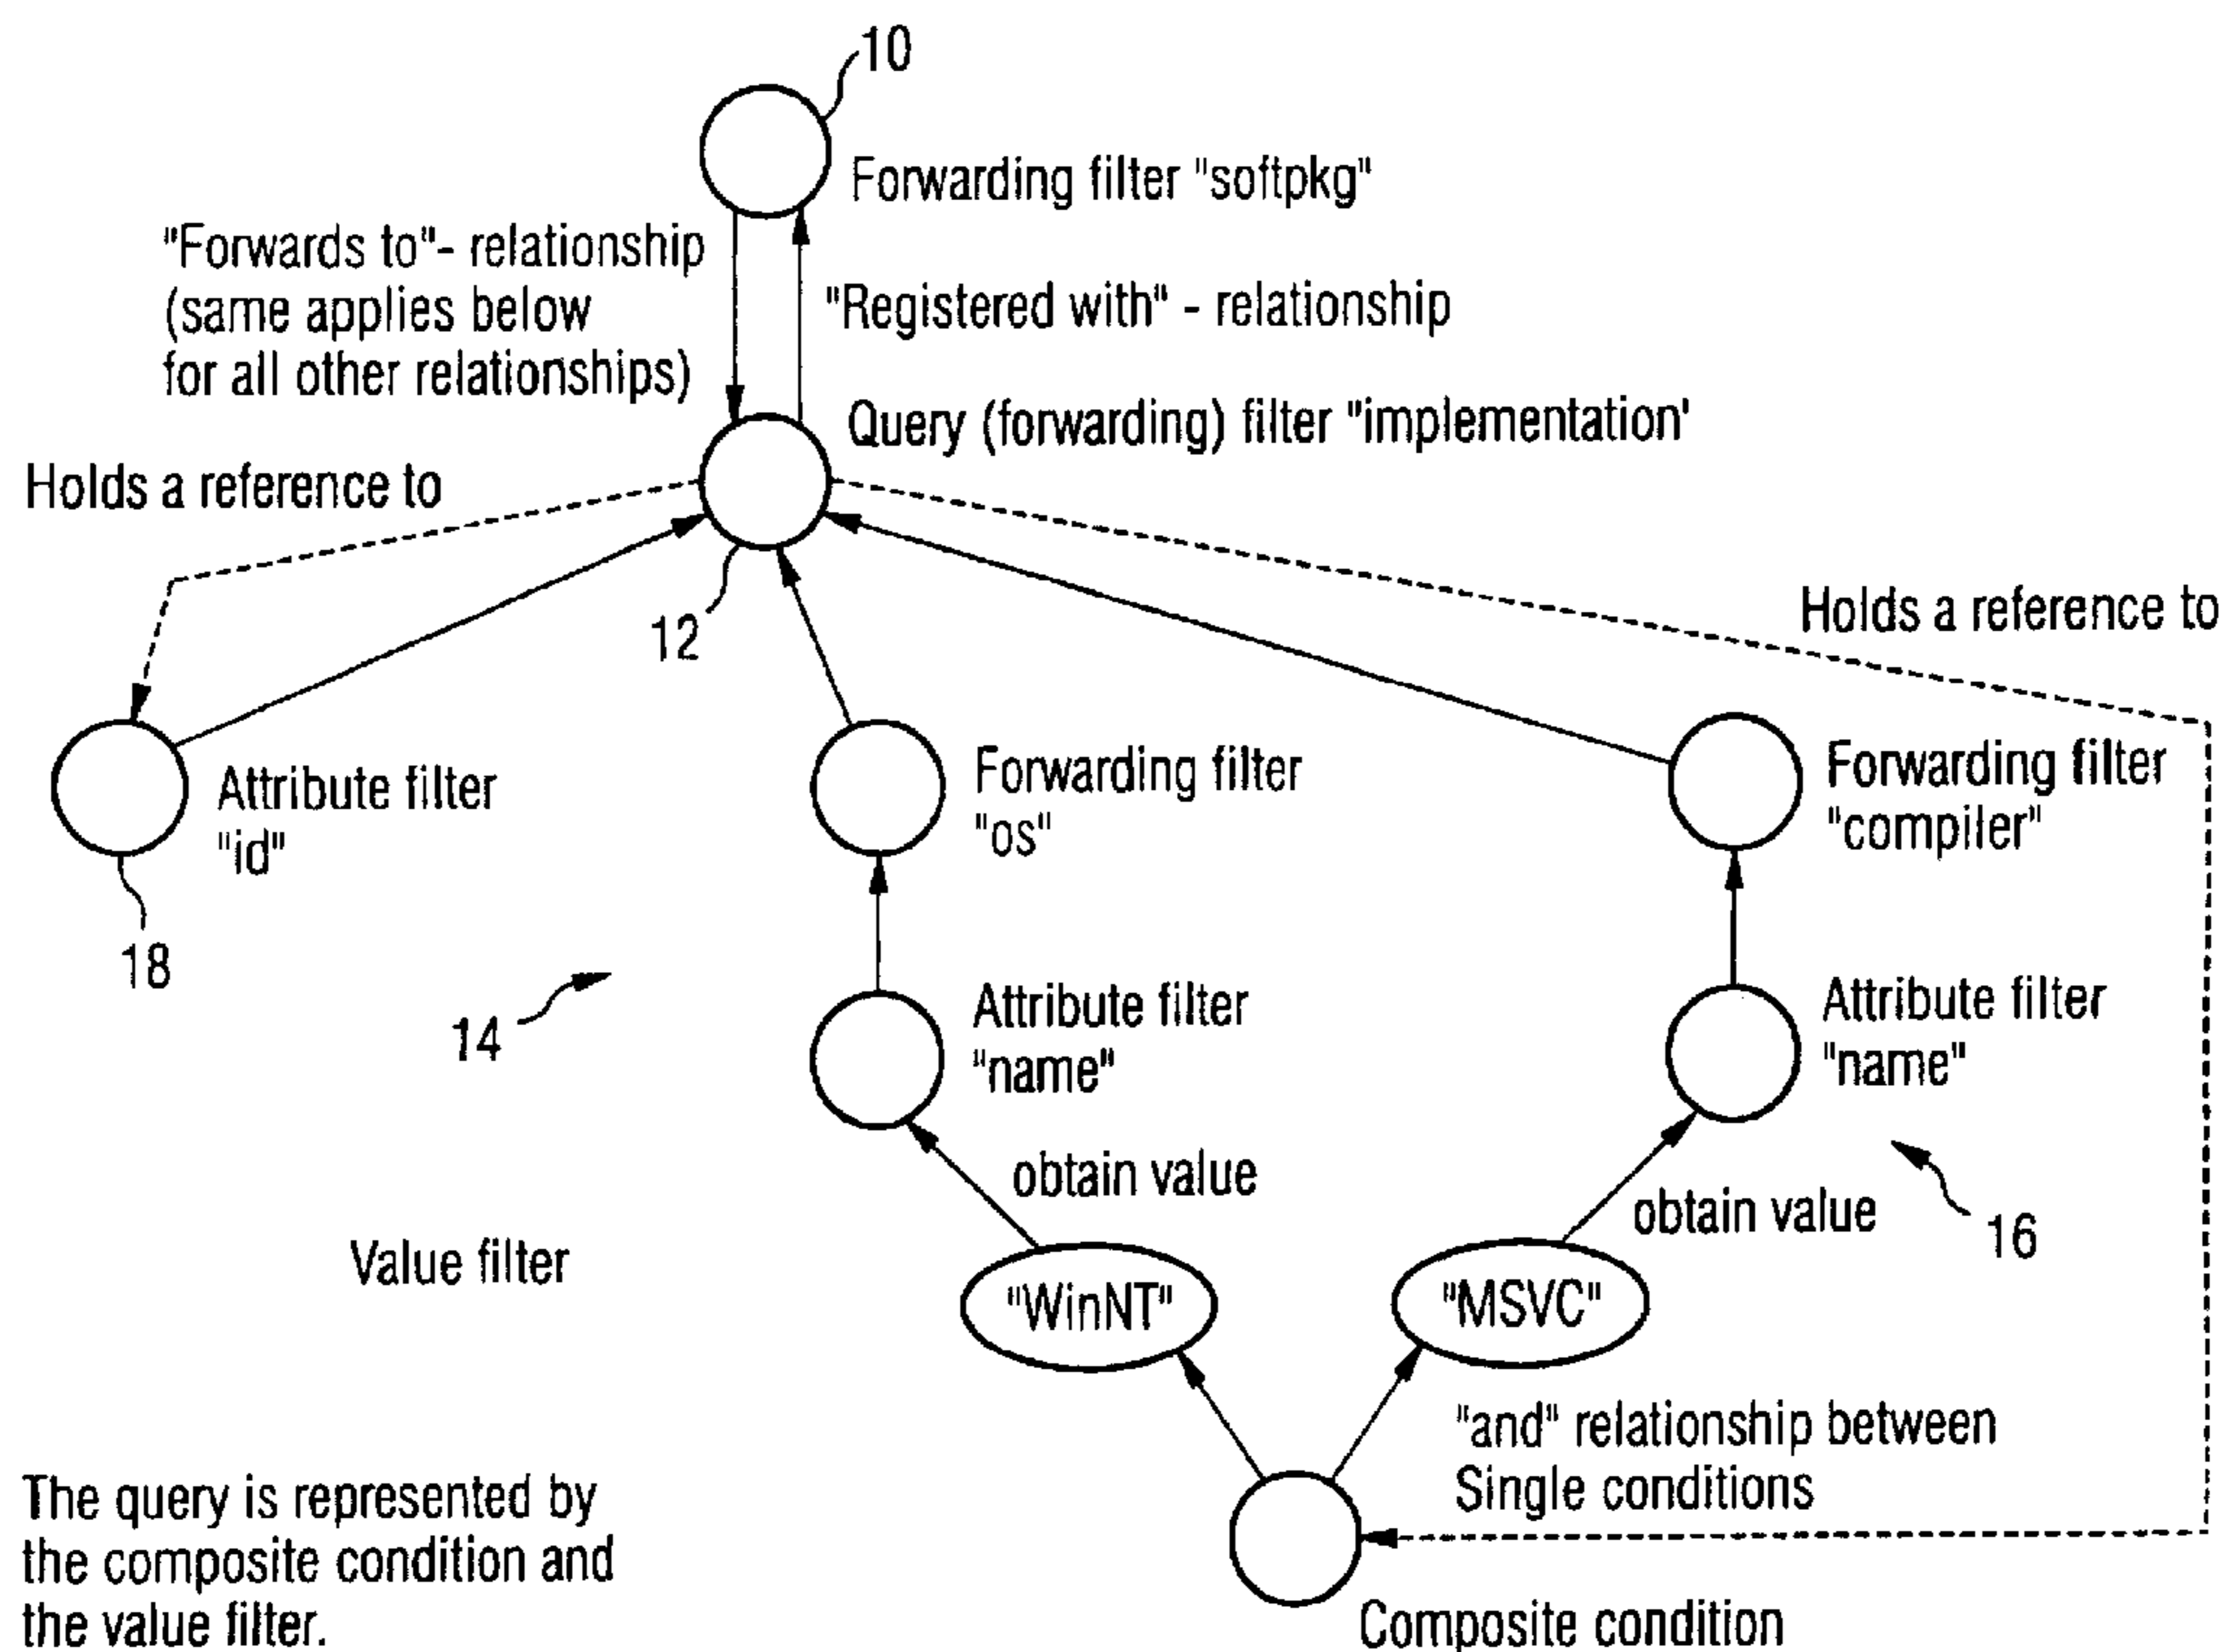 10
Forwarding filter "softpkg"
"Forwards to"- relationship
(same applies below
for all other relationships)
"Registered with" - relationship
Query (forwarding) filter "implementation'
Holds a reference to
12
Holds a reference to
Attribute filter
"id"
18
Forwarding filter
"os"
Forwarding filter
"compiler"
14
Attribute filter
"name"
Attribute filter
"name"
obtain value
obtain value
16
Value filter
"WinNT"
"MSVC"
"and" relationship between
Single conditions
The query is represented by
the composite condition and
the value filter.
Composite condition